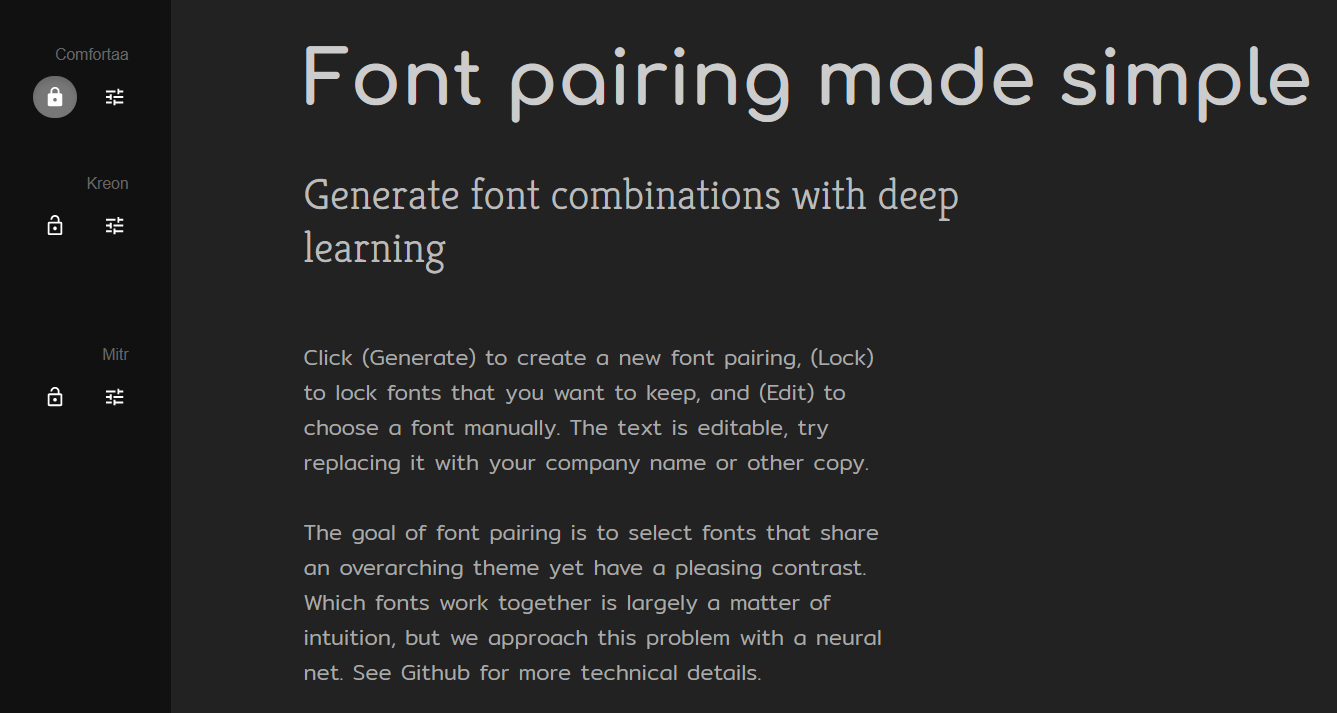 Comfortaa
Font pairing made simple
Kreon
Generate font combinations with deep
learning
Mitr
Click (Generate) to create a new font pairing, (Lock)
to lock fonts that you want to keep, and (Edit) to
choose a font manually. The text is editable, try
replacing it with your company name or other copy.
The goal of font pairing is to select fonts that share
an overarching theme yet have a pleasing contrast.
Which fonts work together is largely a matter of
intuition, but we approach this problem with a neural
net. See Github for more technical details.